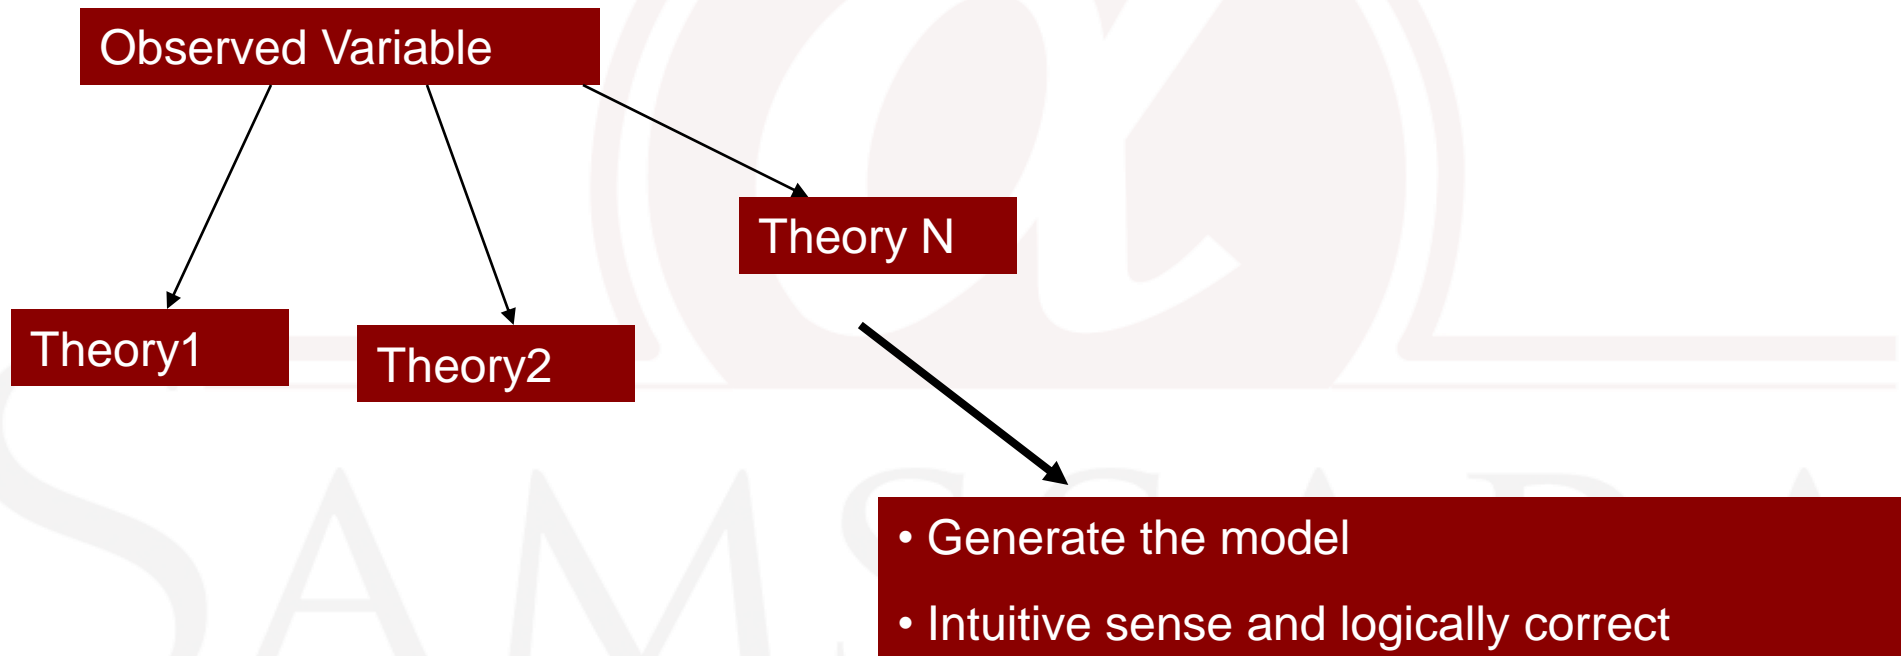 Observed Variable
Theory N
Theory1
Theory2
• Generate the model
• Intuitive sense and logically correct